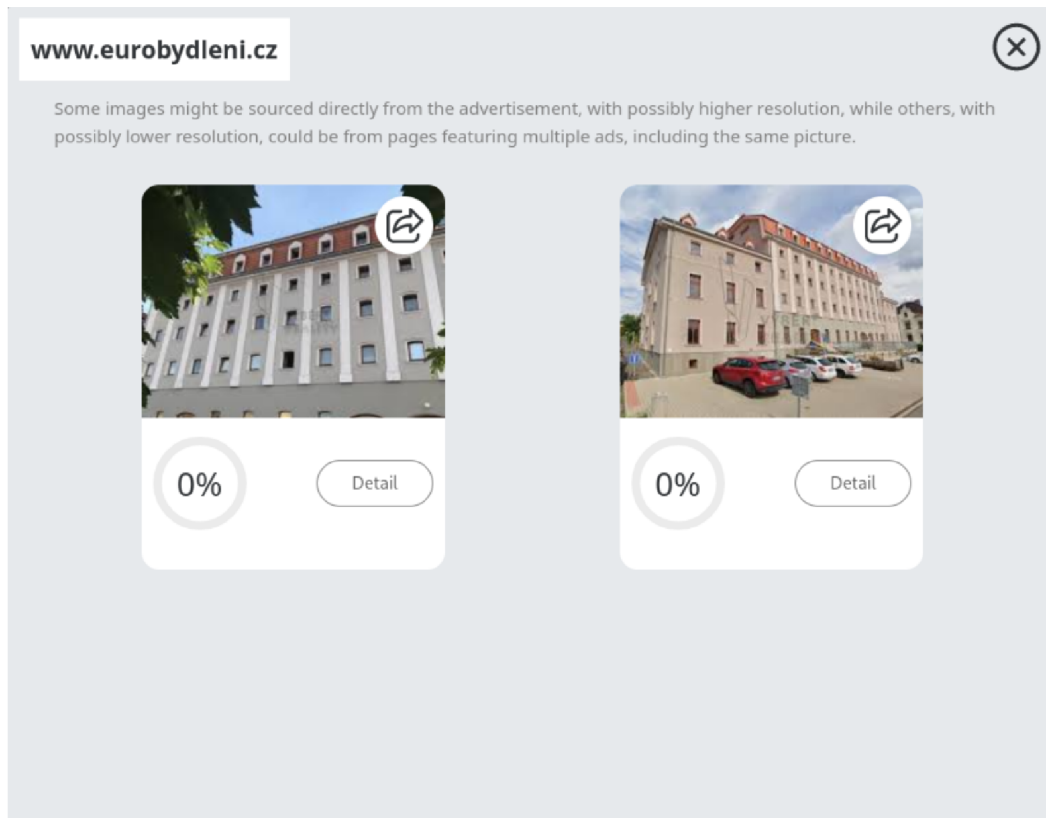 www.eurobydleni.cz
Some images might be sourced directly from the advertisement, with possibly higher resolution, while others, with
possibly lower resolution, could be from pages featuring multiple ads, including the same picture.
0%
Detail
0%
Detail